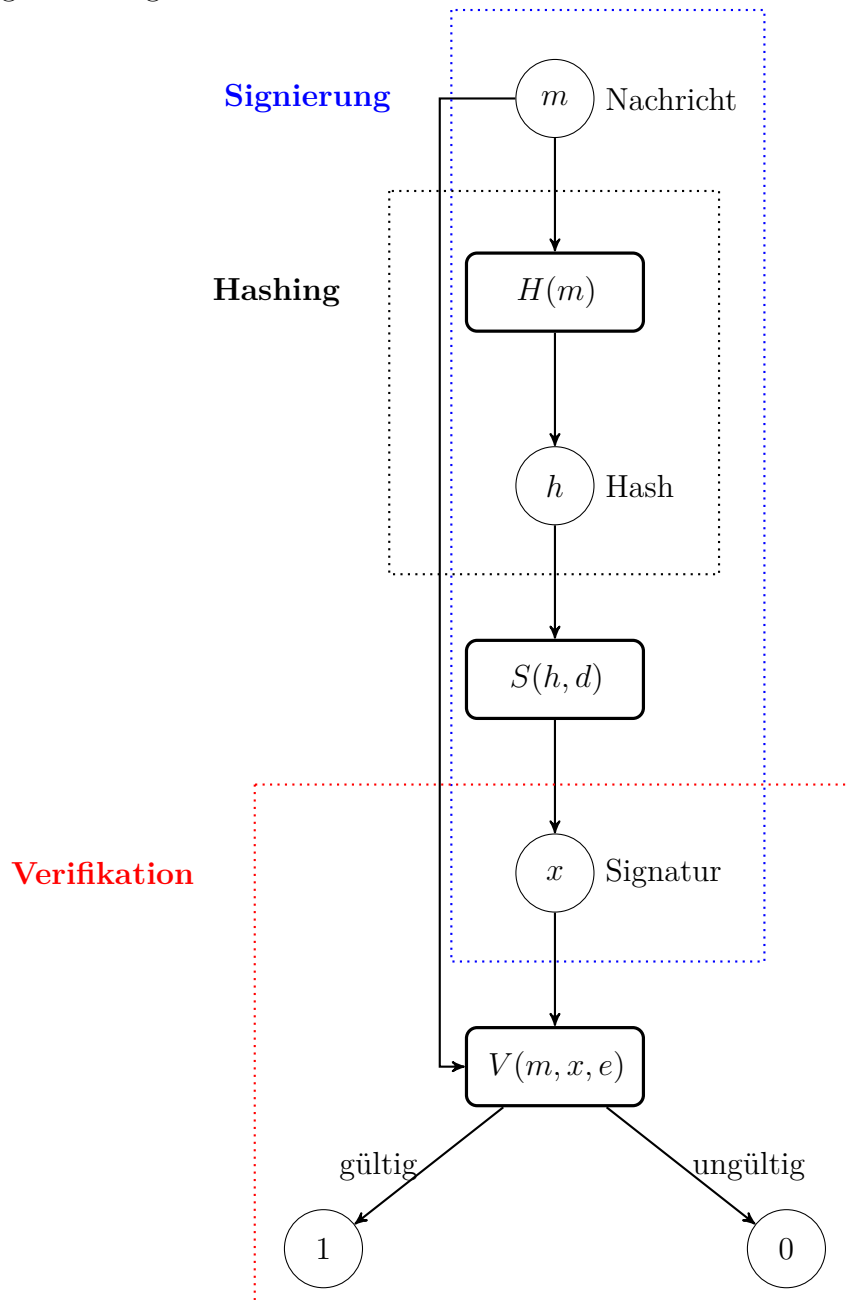 Signierung
m Nachricht
Hashing
H(m)
h Hash
S(h, d)
Verifikation
x Signatur
V(m, x, e)
gültig
ungültig
1
0